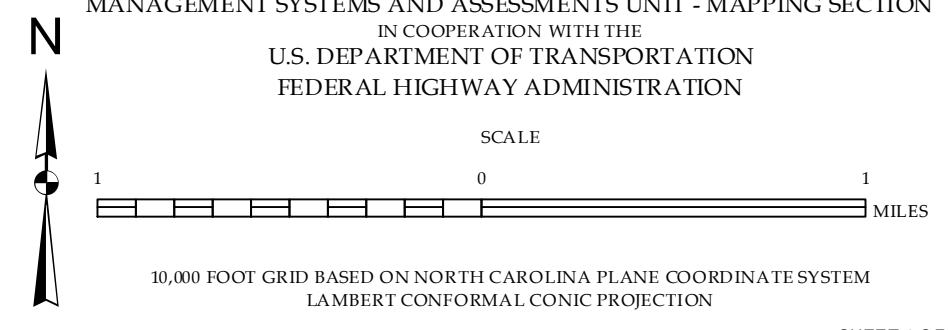 MANAGEMENT SYSTEMS AND ASSESSMENTS UNIT - MAPPING SECTION
N
IN COOPERATION WITH THE
U.S. DEPARTMENT OF TRANSPORTATION
FEDERAL HIGHWAY ADMINISTRATION
SCALE
1 0 1
MILES
10,000 FOOT GRID BASED ON NORTH CAROLINA PLANE COORDINATE SYSTEM
LAMBERT CONFORMAL CONIC PROJECTION